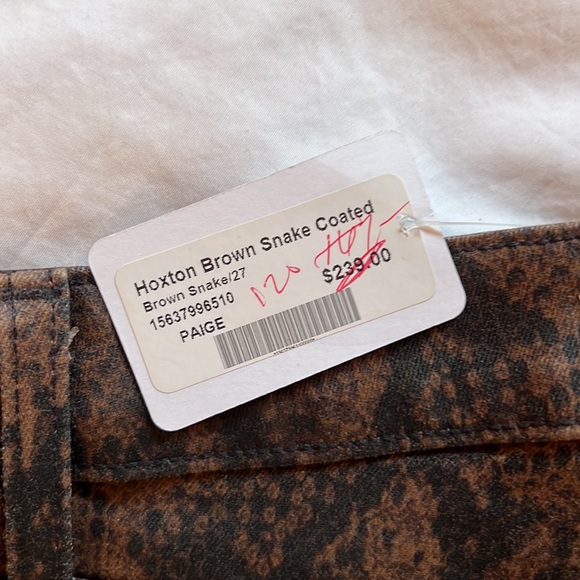 Hoxton Brown Snake Coated
Brown Snake/27
15637996510
$239.00
PAIGE
120